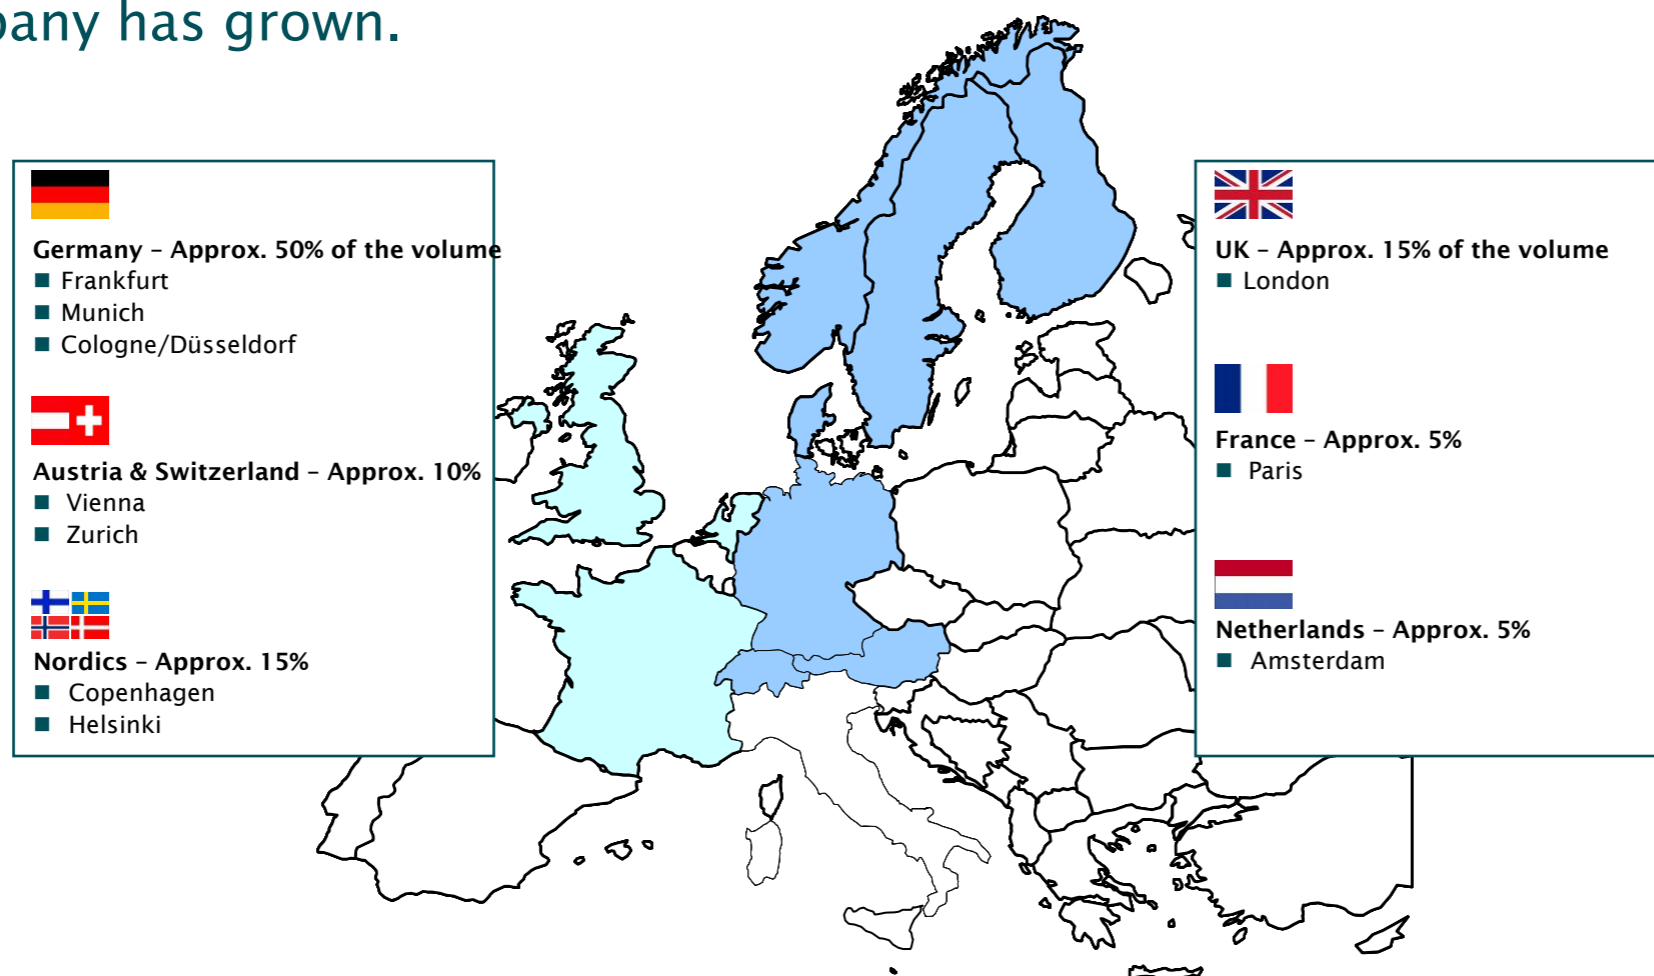 pany has grown.
Germany – Approx. 50% of the volume
Frankfurt
Munich
Cologne/Düsseldorf
Austria & Switzerland – Approx. 10%
Vienna
Zurich
Nordics – Approx. 15%
Copenhagen
Helsinki
UK – Approx. 15% of the volume
London
France – Approx. 5%
Paris
Netherlands – Approx. 5%
Amsterdam